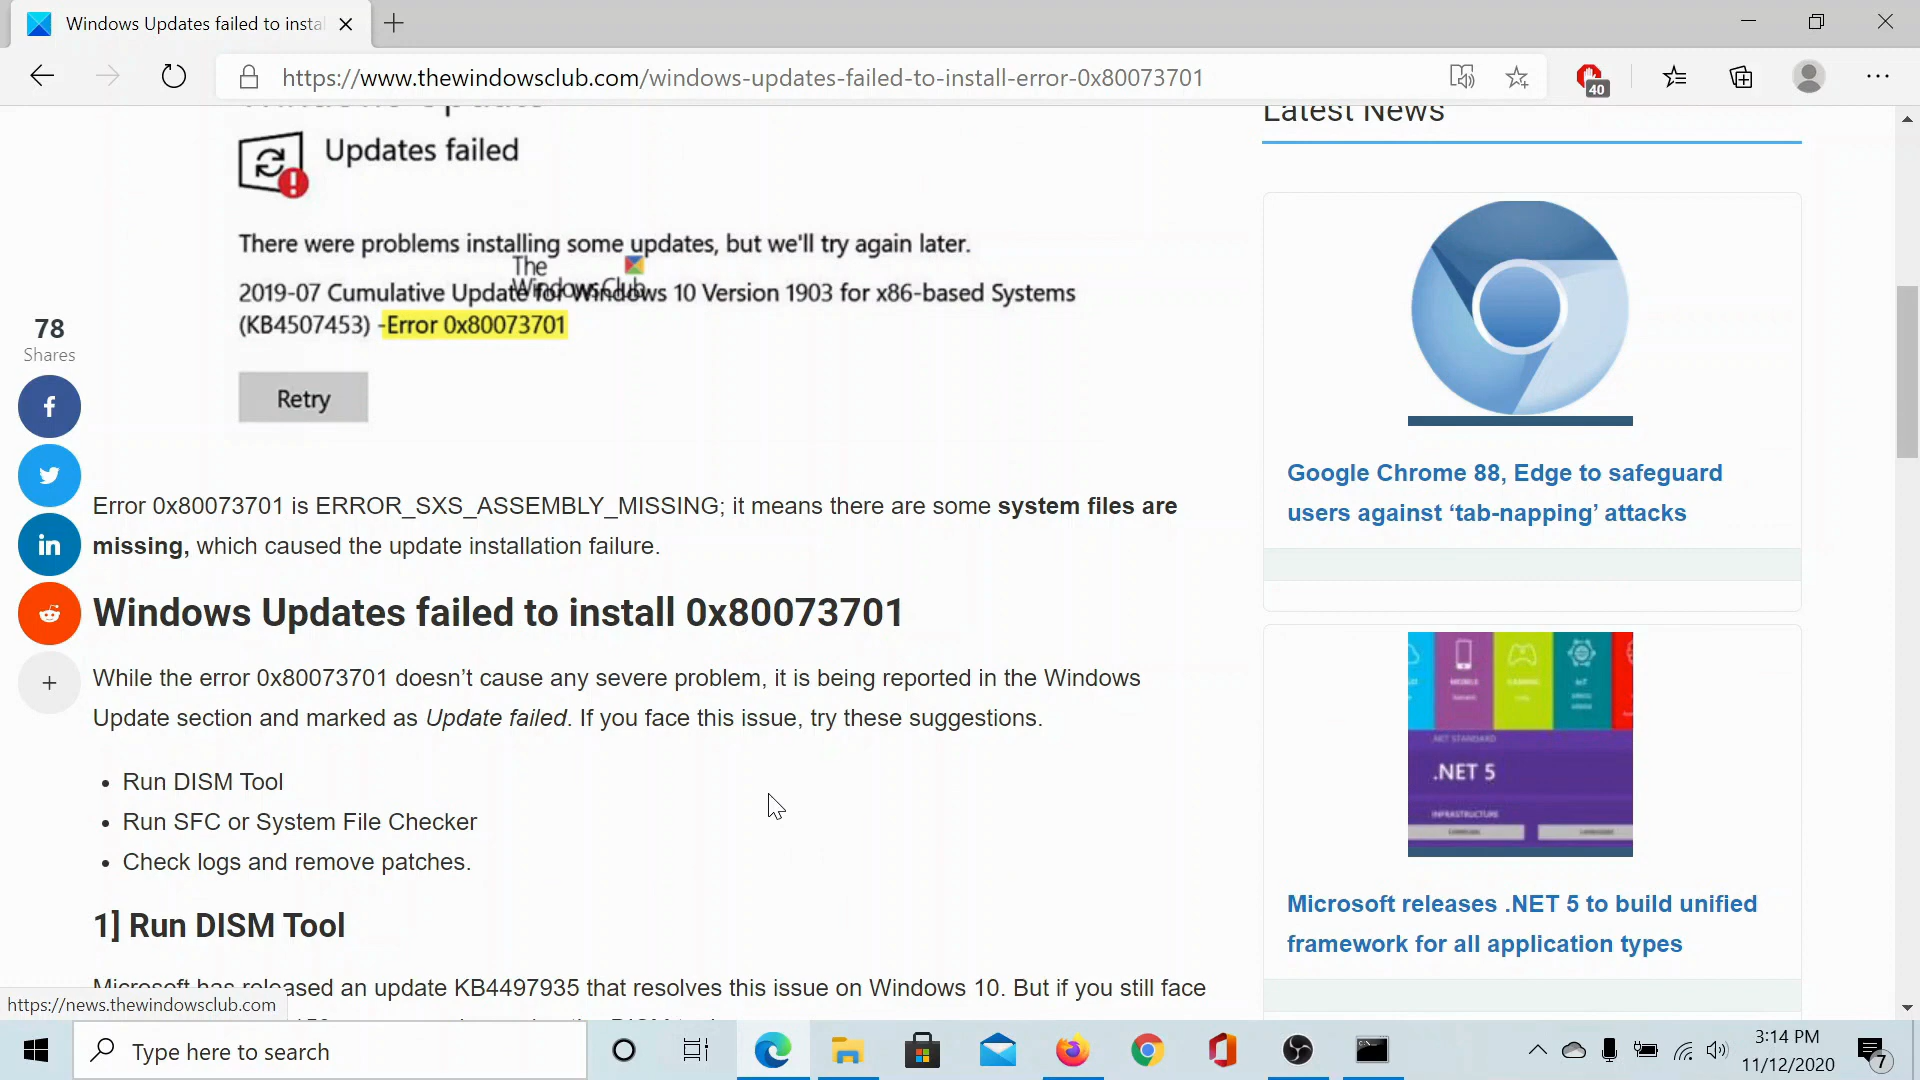 Windows Updates failed to insta
https://www.thewindowsclub.com/windows-updates-failed-to-install-error-0x80073701
40
Updates failed
There were problems installing some updates, but we'll try again later.
The
WindowsClub
2019-07 Cumulative Update for Windows 10 Version 1903 for x86-based Systems
(KB4507453) -Error 0x80073701
Retry
78
Shares
Error 0x80073701 is ERROR_SXS_ASSEMBLY_MISSING; it means there are some system files are
missing, which caused the update installation failure.
Windows Updates failed to install 0x80073701
While the error 0x80073701 doesn’t cause any severe problem, it is being reported in the Windows
Update section and marked as Update failed. If you face this issue, try these suggestions.
• Run DISM Tool
• Run SFC or System File Checker
• Check logs and remove patches.
1] Run DISM Tool
Microsoft has released an update KB4497935 that resolves this issue on Windows 10. But if you still face
https://news.thewindowsclub.com
Latest News
Google Chrome 88, Edge to safeguard
users against ‘tab-napping’ attacks
.NET STANDARD
.NET 5
INFRASTRUCTURE
Microsoft releases .NET 5 to build unified
framework for all application types
Type here to search
3:14 PM
11/12/2020
7